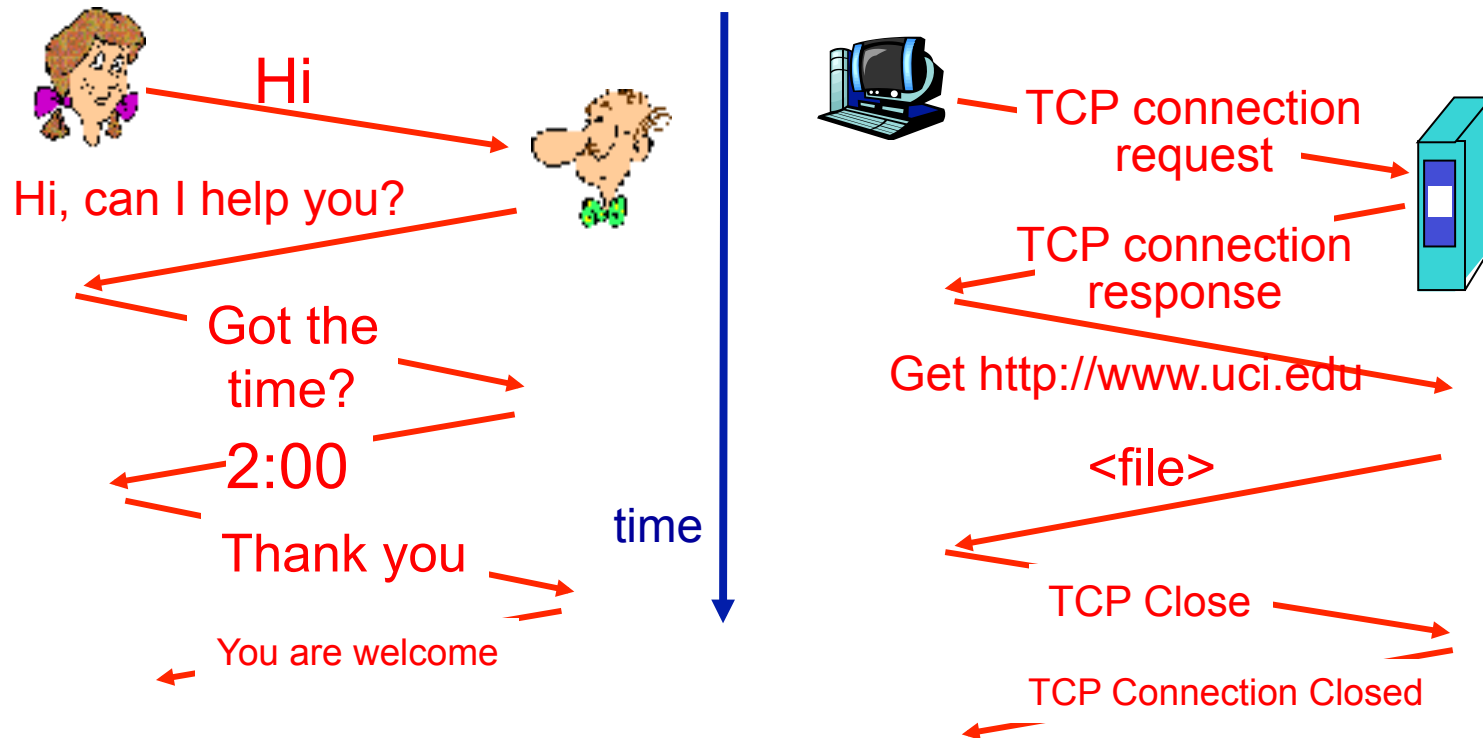 Hi
Hi, can I help you?
Got the
time?
2:00
Thank you
You are welcome
time
TCP connection
request
TCP connection
response
Get http://www.uci.edu
<file>
TCP Close
TCP Connection Closed